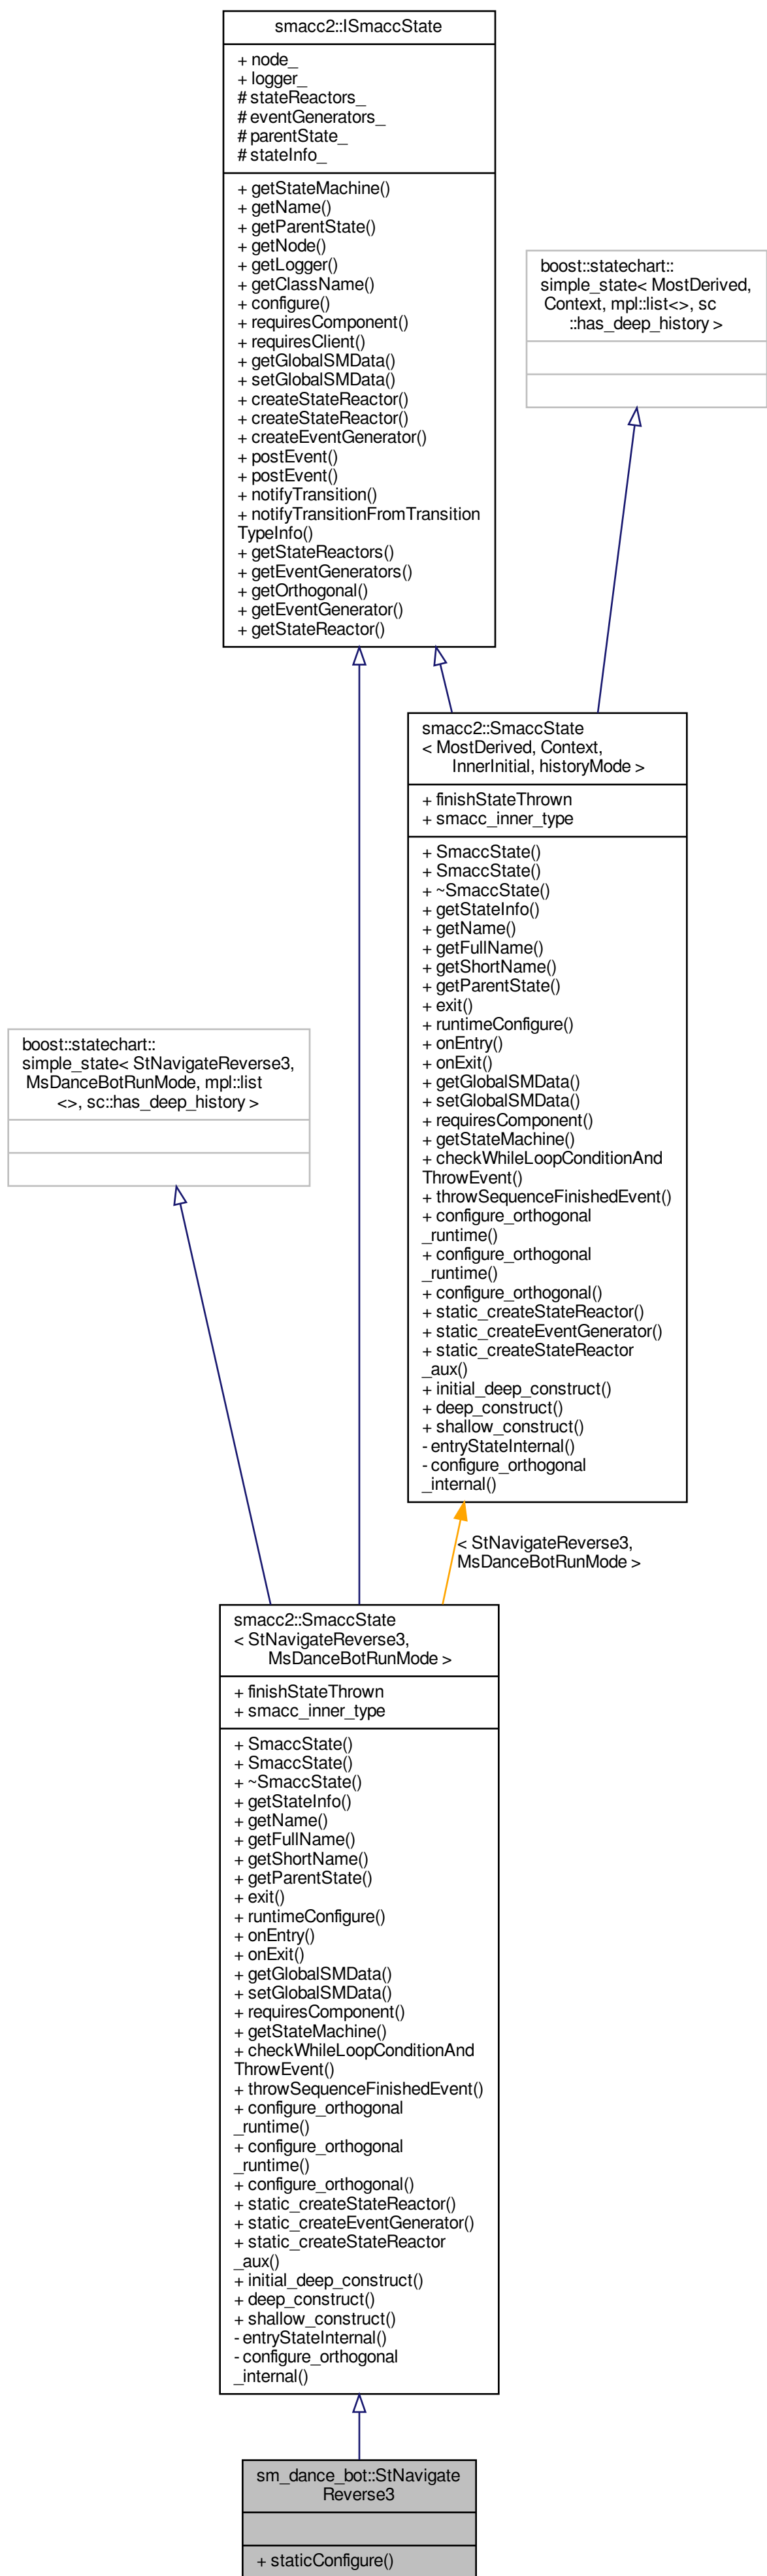 smacc2::ISmaccState
+ node_
+ logger_
# stateReactors_
# eventGenerators_
# parentState_
# stateInfo_
+ getStateMachine()
+ getName()
+ getParentState()
+ getNode()
+ getLogger()
+ getClassName()
+ configure()
+ requiresComponent()
+ requiresClient()
+ getGlobalSMData()
+ setGlobalSMData()
+ createStateReactor()
+ createStateReactor()
+ createEventGenerator()
+ postEvent()
+ postEvent()
+ notifyTransition()
+ notifyTransitionFromTransition
TypeInfo()
+ getStateReactors()
+ getEventGenerators()
+ getOrthogonal()
+ getEventGenerator()
+ getStateReactor()
boost::statechart::
simple_state< MostDerived,
Context, mpl::list<>, sc
::has_deep_history >
smacc2::SmaccState
< MostDerived, Context,
InnerInitial, historyMode >
+ finishStateThrown
+ smacc_inner_type
+ SmaccState()
+ SmaccState()
+ ~SmaccState()
+ getStateInfo()
+ getName()
+ getFullName()
+ getShortName()
+ getParentState()
+ exit()
+ runtimeConfigure()
+ onEntry()
+ onExit()
+ getGlobalSMData()
+ setGlobalSMData()
+ requiresComponent()
+ getStateMachine()
+ checkWhileLoopConditionAnd
ThrowEvent()
+ throwSequenceFinishedEvent()
+ configure_orthogonal
_runtime()
+ configure_orthogonal
_runtime()
+ configure_orthogonal()
+ static_createStateReactor()
+ static_createEventGenerator()
+ static_createStateReactor
_aux()
+ initial_deep_construct()
+ deep_construct()
+ shallow_construct()
- entryStateInternal()
- configure_orthogonal
_internal()
boost::statechart::
simple_state< StNavigateReverse3,
MsDanceBotRunMode, mpl::list
<>, sc::has_deep_history >
< StNavigateReverse3,
MsDanceBotRunMode >
smacc2::SmaccState
< StNavigateReverse3,
MsDanceBotRunMode >
+ finishStateThrown
+ smacc_inner_type
+ SmaccState()
+ SmaccState()
+ ~SmaccState()
+ getStateInfo()
+ getName()
+ getFullName()
+ getShortName()
+ getParentState()
+ exit()
+ runtimeConfigure()
+ onEntry()
+ onExit()
+ getGlobalSMData()
+ setGlobalSMData()
+ requiresComponent()
+ getStateMachine()
+ checkWhileLoopConditionAnd
ThrowEvent()
+ throwSequenceFinishedEvent()
+ configure_orthogonal
_runtime()
+ configure_orthogonal
_runtime()
+ configure_orthogonal()
+ static_createStateReactor()
+ static_createEventGenerator()
+ static_createStateReactor
_aux()
+ initial_deep_construct()
+ deep_construct()
+ shallow_construct()
- entryStateInternal()
- configure_orthogonal
_internal()
sm_dance_bot::StNavigate
Reverse3
+ staticConfigure()